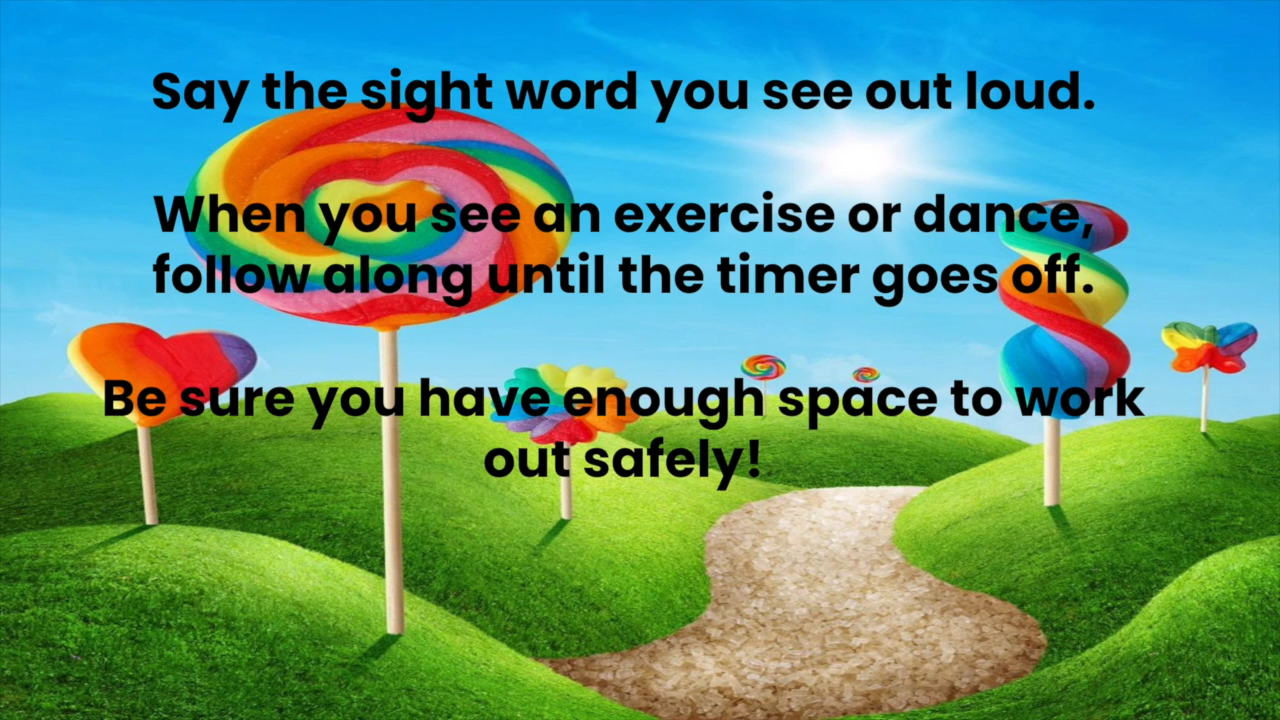 Say the sight word you see out loud.
When you see an exercise or dance,
follow along until the timer goes off.
Be sure you have enough space to work
out safely!